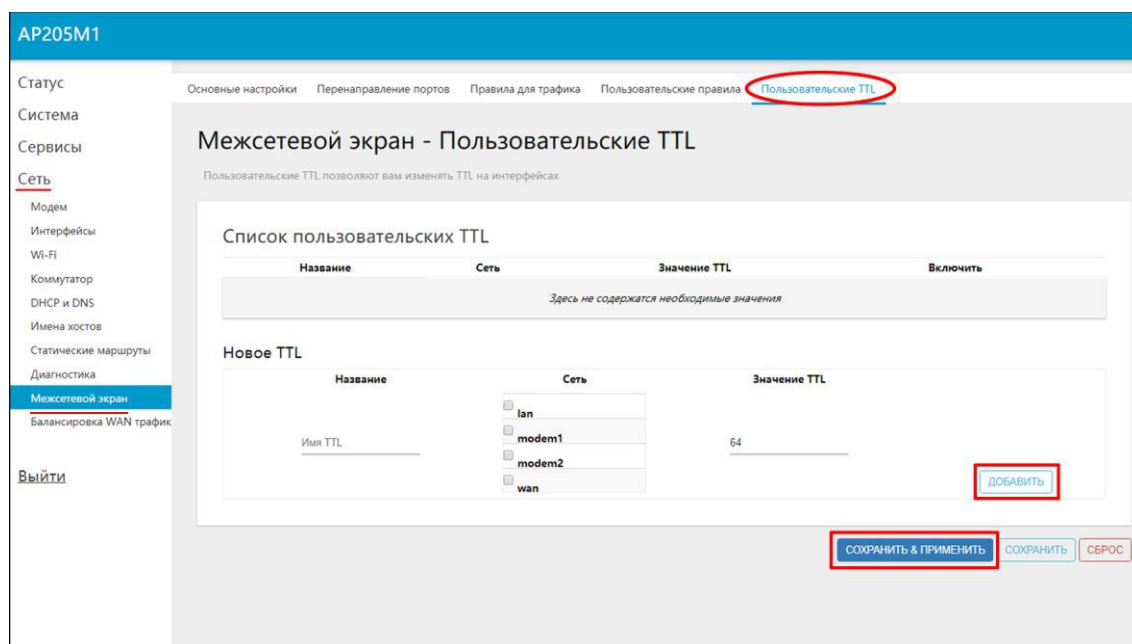 AP205M1
Статус
Система
Сервисы
Сеть
Модем
Интерфейсы
Wi-Fi
Коммутатор
DHCP и DNS
Имена хостов
Статические маршруты
Диагностика
Межсетевой экран
Балансировка WAN трафик
Выйти
Основные настройки Перенаправление портов Правила для трафика Пользовательские правила Пользовательские TTL
Межсетевой экран - Пользовательские TTL
Пользовательские TTL позволяют вам изменять TTL на интерфейсах
Список пользовательских TTL
Название Сеть Значение TTL Включить
Здесь не содержатся необходимые значения
Новое TTL
Название Сеть Значение TTL
Имя TTL
lan
modem1
modem2
wan
64
ДОБАВИТЬ
СОХРАНИТЬ & ПРИМЕНИТЬ СОХРАНИТЬ СБРОС